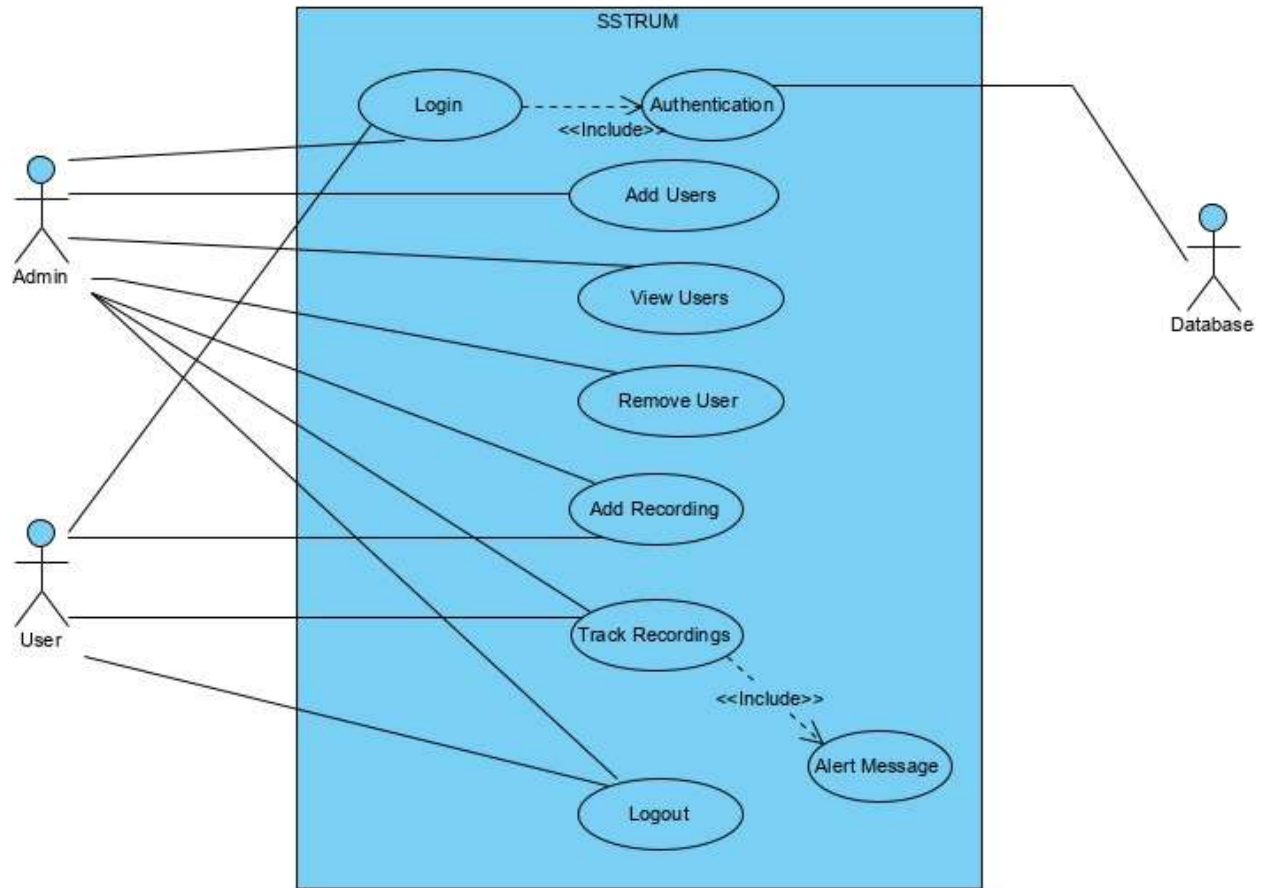 SSTRUM
Login
Authentication
<<Include>>
Add Users
Admin
View Users
Database
Remove User
Add Recording
User
Track Recordings
<<Include>>
Alert Message
Logout